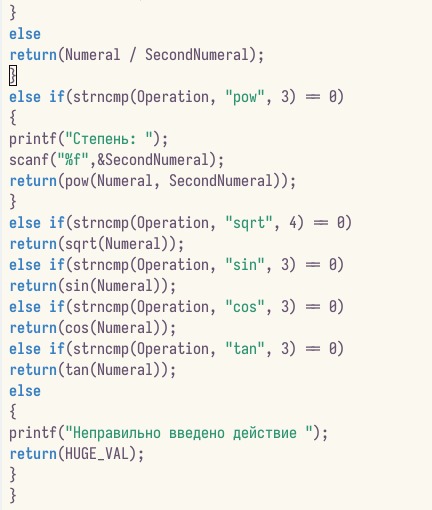 }
else
return(Numeral / SecondNumeral);
}
else if(strncmp(Operation, "pow", 3) == 0)
{
printf("Степень: ");
scanf("%f",&SecondNumeral);
return(pow(Numeral, SecondNumeral));
}
else if(strncmp(Operation, "sqrt", 4) == 0)
return(sqrt(Numeral));
else if(strncmp(Operation, "sin", 3) == 0)
return(sin(Numeral));
else if(strncmp(Operation, "cos", 3) == 0)
return(cos(Numeral));
else if(strncmp(Operation, "tan", 3) == 0)
return(tan(Numeral));
else
{
printf("Неправильно введено действие ");
return(HUGE_VAL);
}
}